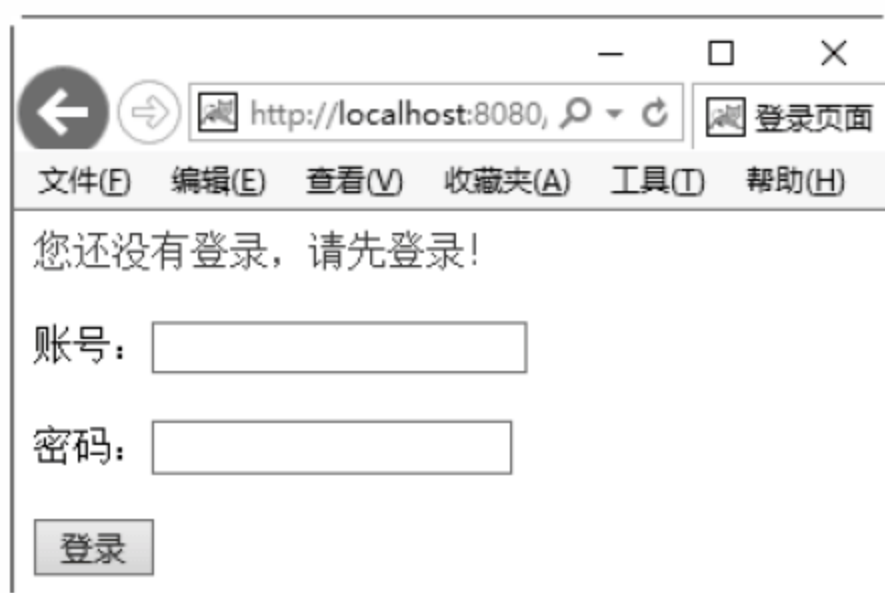 http://localhost:8080,
登录页面
文件(F) 编辑(E) 查看(V) 收藏夹(A) 工具(T) 帮助(H)
您还没有登录，请先登录！
账号：
密码：
登录